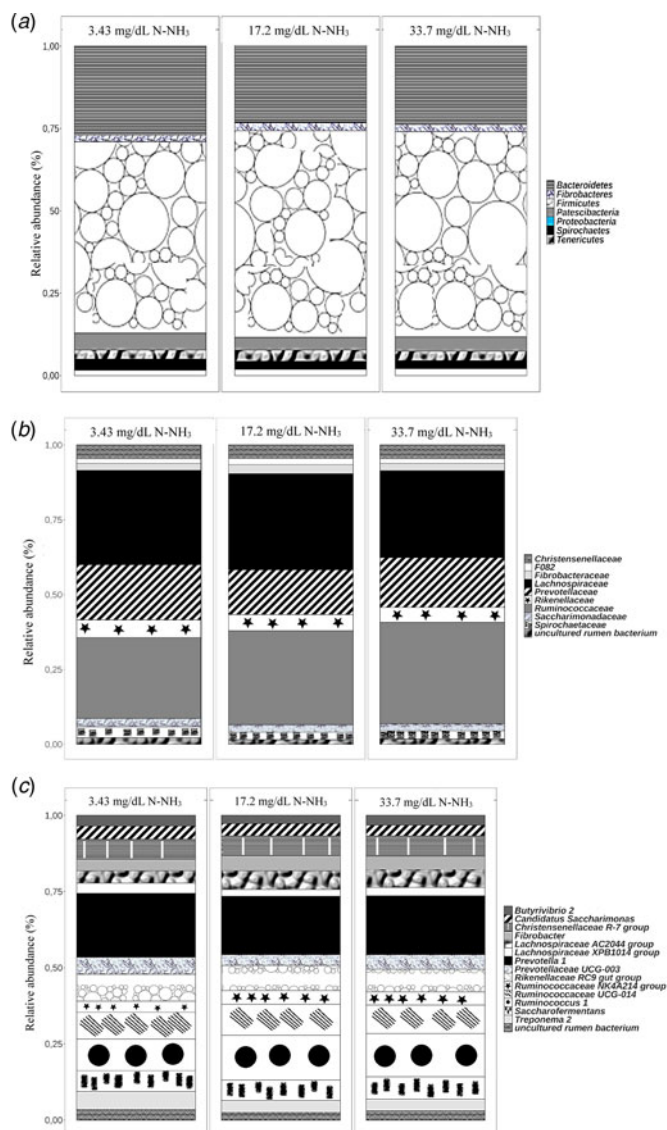 (a)
3.43 mg/dL N-NH₃ 17.2 mg/dL N-NH₃ 33.7 mg/dL N-NH₃
Relative abundance (%)
1.00
0.75
50
0.25
0,00
Bacteroidetes
Fibrobacteres
Firmicutes
Patescibacteria
Proteobacteria
Spirochaetes
Tenericutes
(b)
3.43 mg/dL N-NH₃ 17.2 mg/dL N-NH₃ 33.7 mg/dL N-NH₃
Relative abundance (%)
1.00
0,75
0,50
0,25
0,00
Christensenellaceae
F082
Fibrobacteraceae
Lachnospiraceae
Prevotellaceae
Rikenellaceae
Ruminococcaceae
Saccharimonadaceae
Spirochaetaceae
uncultured rumen bacterium
(c)
3.43 mg/dL N-NH₃ 17.2 mg/dL N-NH₃ 33.7 mg/dL N-NH₃
Relative abundance (%)
1.00
0,75
0,50
0,25
0,00
Butyrivibrio 2
Candidatus Saccharimonas
Christensenellaceae R-7 group
Fibrobacter
Lachnospiraceae AC2044 group
Lachnospiraceae XPB1014 group
Prevotella 1
Prevotellaceae UCG-003
Rikenellaceae RC9 gut group
Ruminococcaceae NK4A214 group
Ruminococcaceae UCG-014
Ruminococcus 1
Saccharofermentans
Treponema 2
uncultured rumen bacterium